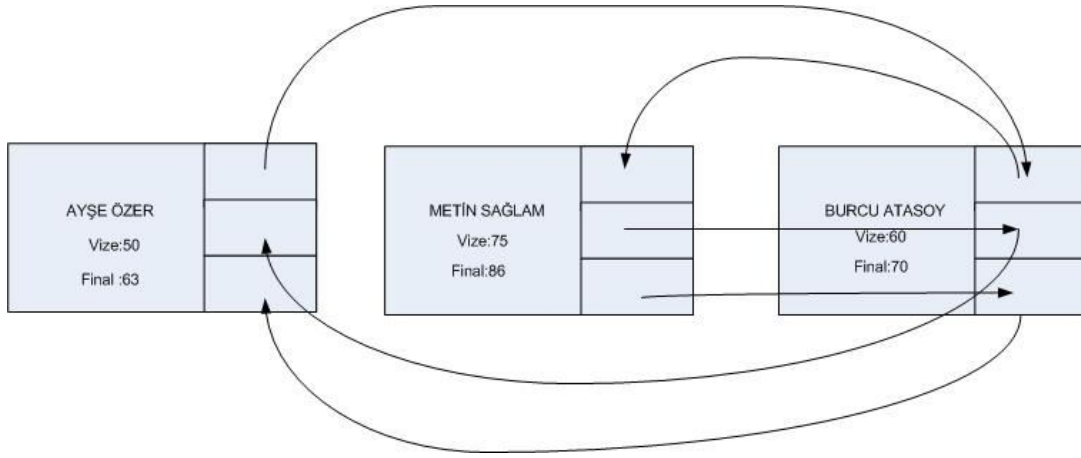 AYŞE ÖZER
Vize:50
Final :63
METİN SAĞLAM
Vize:75
Final:86
BURCU ATASOY
Vize:60
Final:70